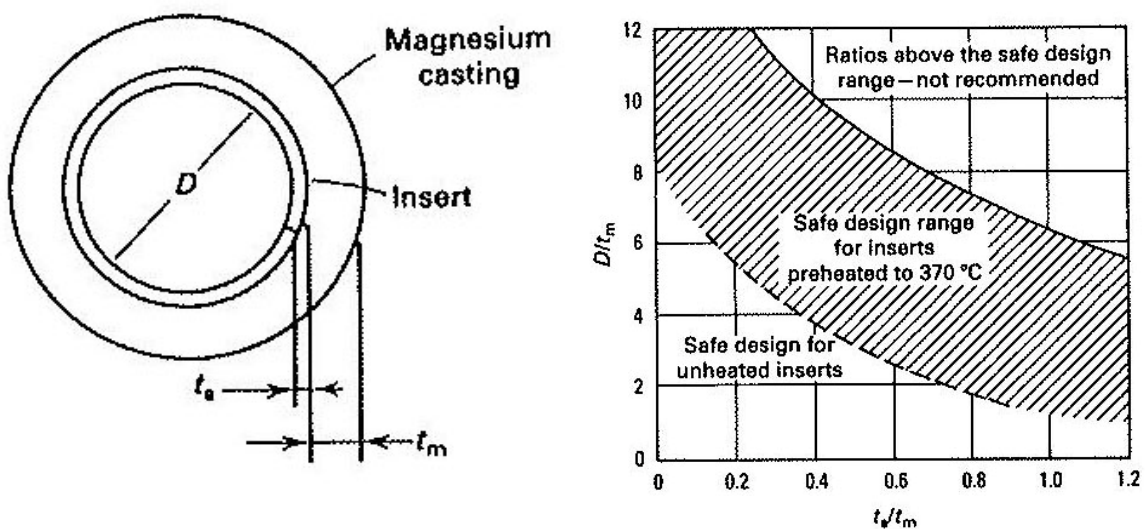 Magnesium
casting
D
Insert
tₛ
tₘ
12
10
8
6
4
2
0
D/tₘ
Ratios above the safe design
range—not recommended
Safe design range
for inserts
preheated to 370 °C
Safe design for
unheated inserts
0
0.2
0.4
0.6
0.8
1.0
1.2
tₛ/tₘ